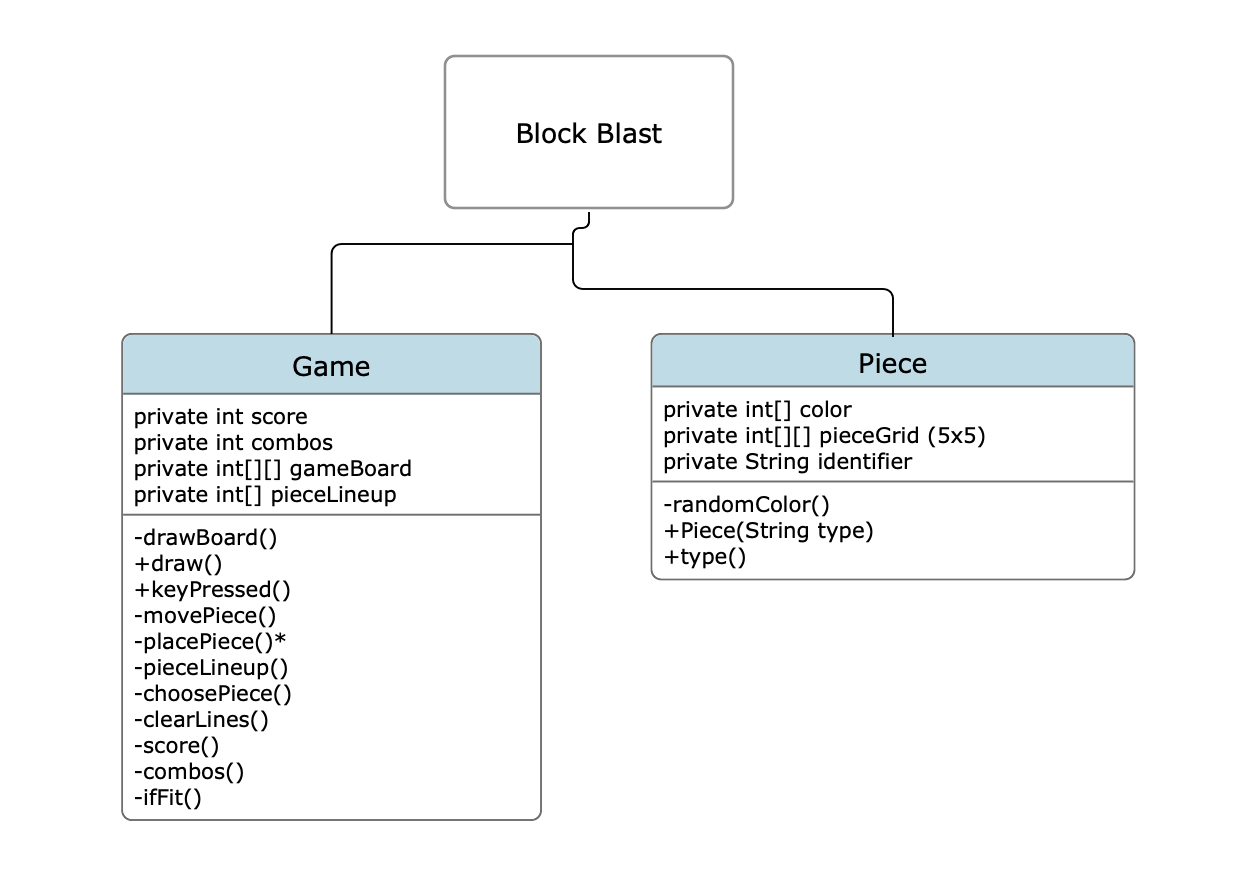 Block Blast
Game
private int score
private int combos
private int[][] gameBoard
private int[] pieceLineup
-drawBoard()
+draw()
+keyPressed()
-movePiece()
-placePiece()*
-pieceLineup()
-choosePiece()
-clearLines()
-score()
-combos()
-ifFit()
Piece
private int[] color
private int[][] pieceGrid (5x5)
private String identifier
-randomColor()
+Piece(String type)
+type()